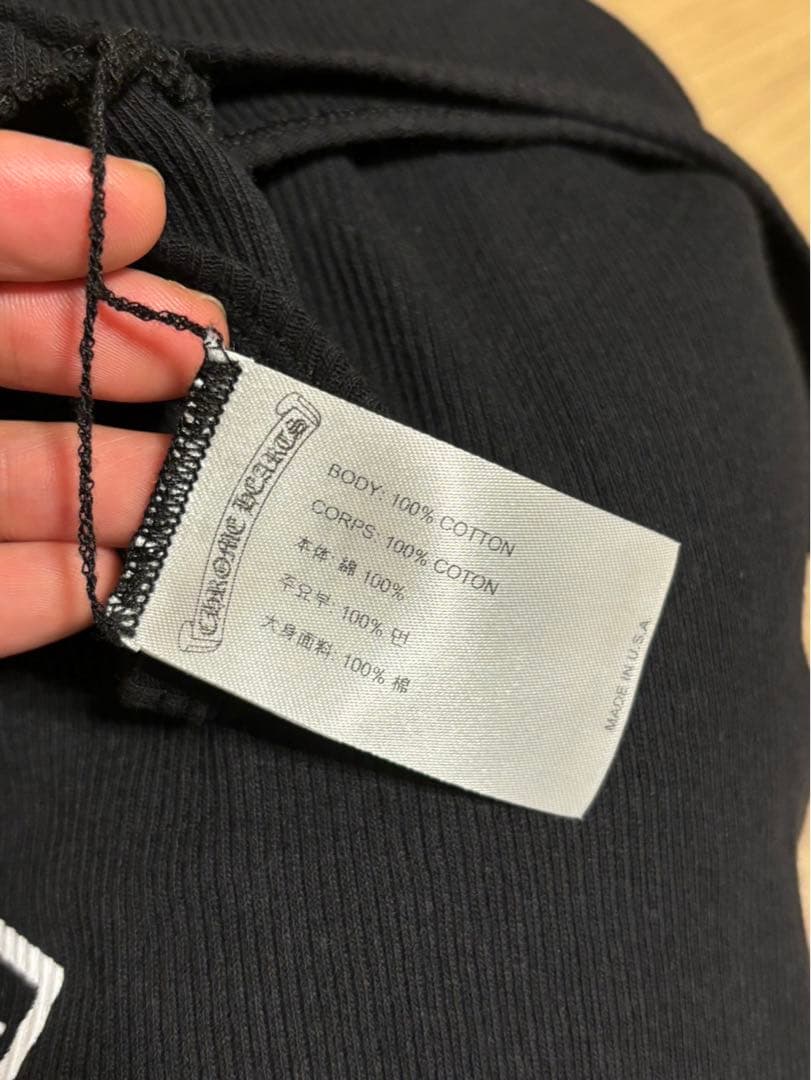 CHROME HEARTS
BODY: 100% COTTON
CORPS: 100% COTON
本体: 綿 100%
주요부: 100% 면
大身面料: 100% 棉
MADE IN U.S.A